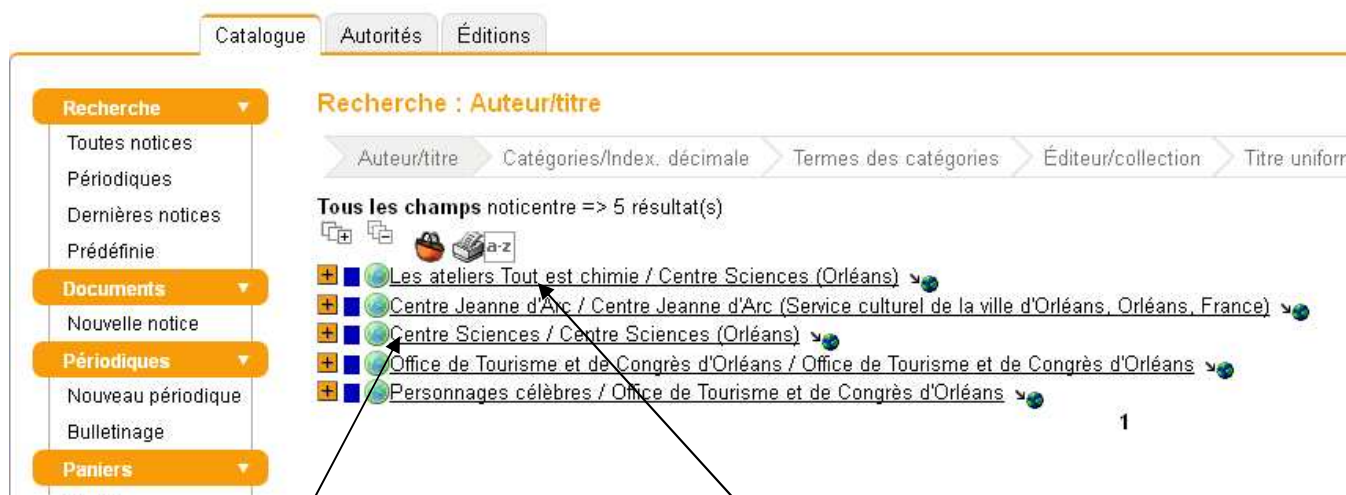 Catalogue Autorités Éditions
Recherche
Toutes notices
Périodiques
Dernières notices
Prédéfinie
Documents
Nouvelle notice
Périodiques
Nouveau périodique
Bulletinage
Paniers
Recherche : Auteur/titre
Auteur/titre Catégories/Index. décimale Termes des catégories Éditeur/collection Titre uniform
Tous les champs noticentre => 5 résultat(s)
a-z
Les ateliers Tout est chimie / Centre Sciences (Orléans)
Centre Jeanne d'Arc / Centre Jeanne d'Arc (Service culturel de la ville d'Orléans, Orléans, France)
Centre Sciences / Centre Sciences (Orléans)
Office de Tourisme et de Congrès d'Orléans / Office de Tourisme et de Congrès d'Orléans
Personnages célèbres / Office de Tourisme et de Congrès d'Orléans
1